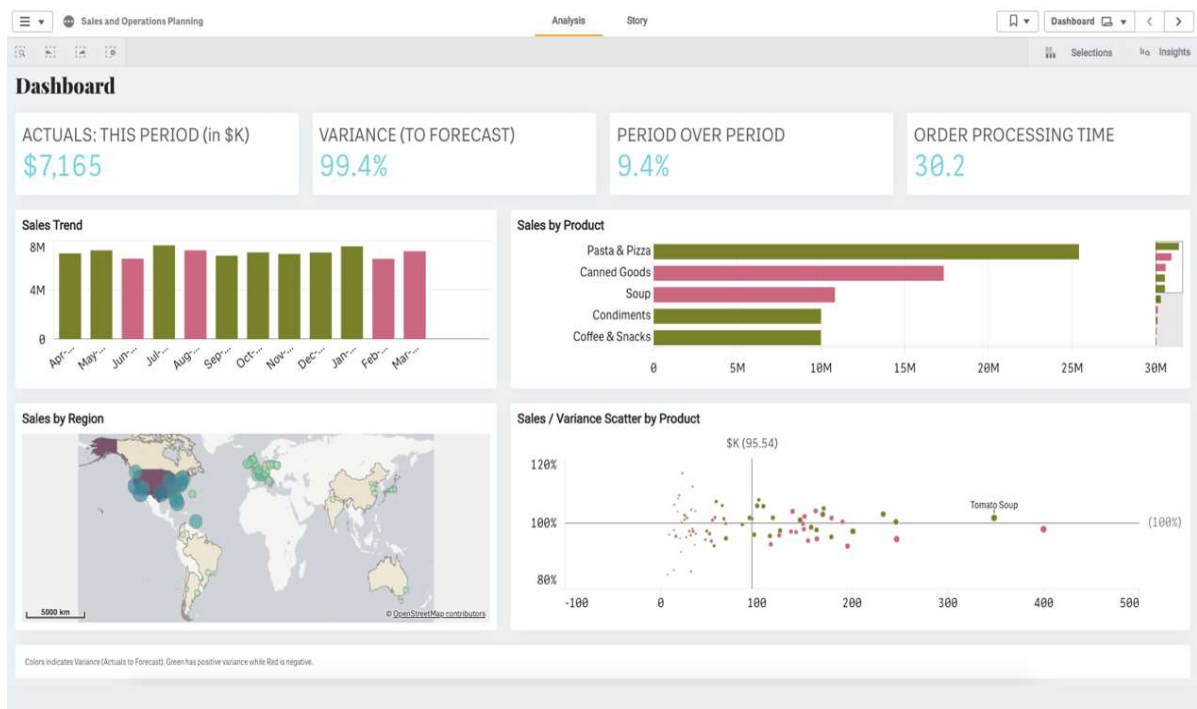 Sales and Operations Planning
Analysis
Story
Dashboard
Selections
Insights
Dashboard
ACTUALS: THIS PERIOD (in $K)
$7,165
VARIANCE (TO FORECAST)
99.4%
PERIOD OVER PERIOD
9.4%
ORDER PROCESSING TIME
30.2
Sales Trend
8M
4M
0
Apr-...
May-...
Jun-...
Jul-...
Aug-...
Sep-...
Oct-...
Nov-...
Dec-...
Jan-...
Feb-...
Mar-...
Sales by Product
Pasta & Pizza
Canned Goods
Soup
Condiments
Coffee & Snacks
0 5M 10M 15M 20M 25M 30M
Sales by Region
5000 km
© OpenStreetMap contributors
Sales / Variance Scatter by Product
$K (95.54)
120%
Tomato Soup
100%
(100%)
80%
-100 0 100 200 300 400 500
Colors indicates Variance (Actuals to Forecast). Green has positive variance while Red is negative.